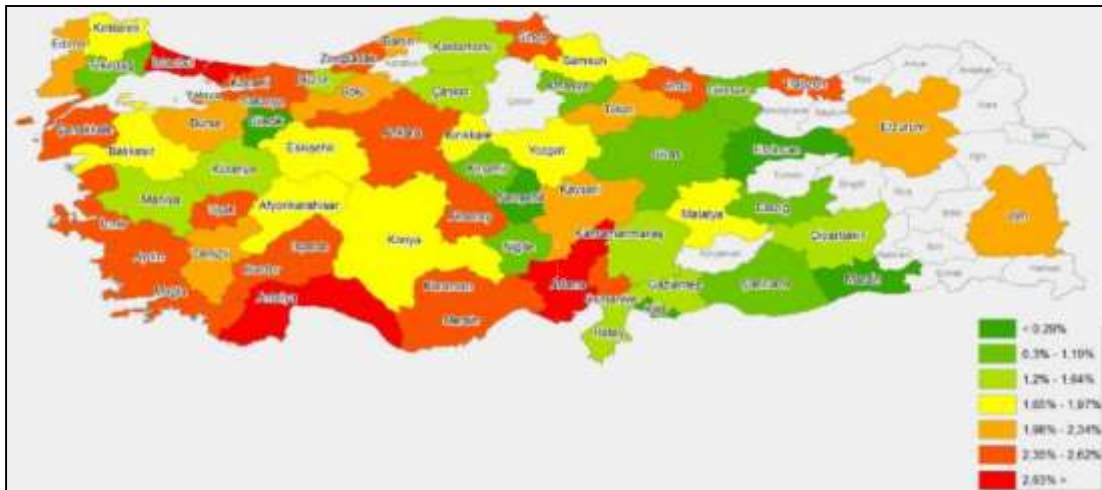 Kırklareli
Edirne
Tekirdağ
İstanbul
Yalova
Kocaeli
Sakarya
Düzce
Zonguldak
Bartın
Kastamonu
Sinop
Samsun
Bolu
Çankırı
Amasya
Ordu
Giresun
Trabzon
Çanakkale
Bursa
Bilecik
Ankara
Kırıkkale
Tokat
Erzurum
Balıkesir
Eskişehir
Yozgat
Sivas
Erzincan
Kütahya
Kırşehir
Manisa
Uşak
Afyonkarahisar
Nevşehir
Kayseri
Malatya
Elazığ
Van
İzmir
Konya
Aksaray
Kahramanmaraş
Diyarbakır
Aydın
Denizli
Isparta
Niğde
Burdur
Muğla
Antalya
Karaman
Adana
Gaziantep
Şanlıurfa
Mardin
Mersin
Osmaniye
Kilis
Hatay
< 0.29%
0.3% - 1.19%
1.2% - 1.64%
1.65% - 1.97%
1.98% - 2.34%
2.35% - 2.62%
2.63% >